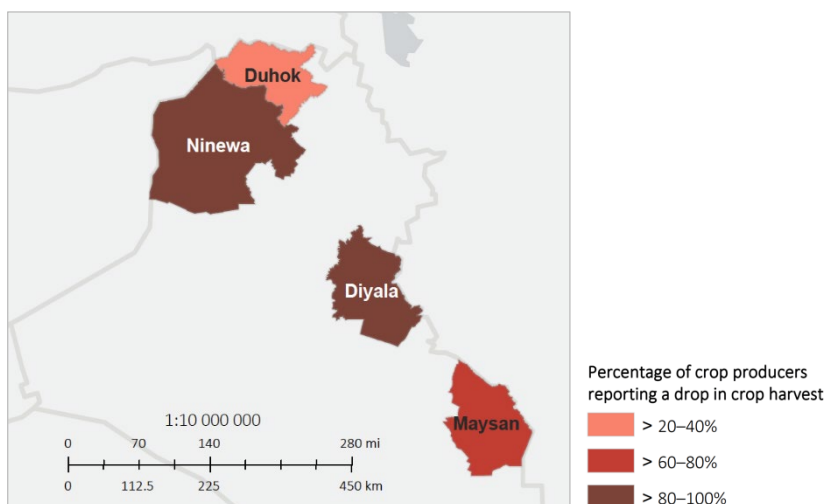 Duhok
Ninewa
Diyala
Maysan
1:10 000 000
0 70 140 280 mi
0 112.5 225 450 km
Percentage of crop producers
reporting a drop in crop harvest
> 20–40%
> 60–80%
> 80–100%